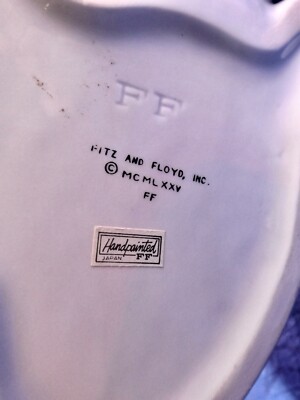 FF
FITZ AND FLOYD, INC.
© MCMLXXV
FF
Handpainted
JAPAN FF